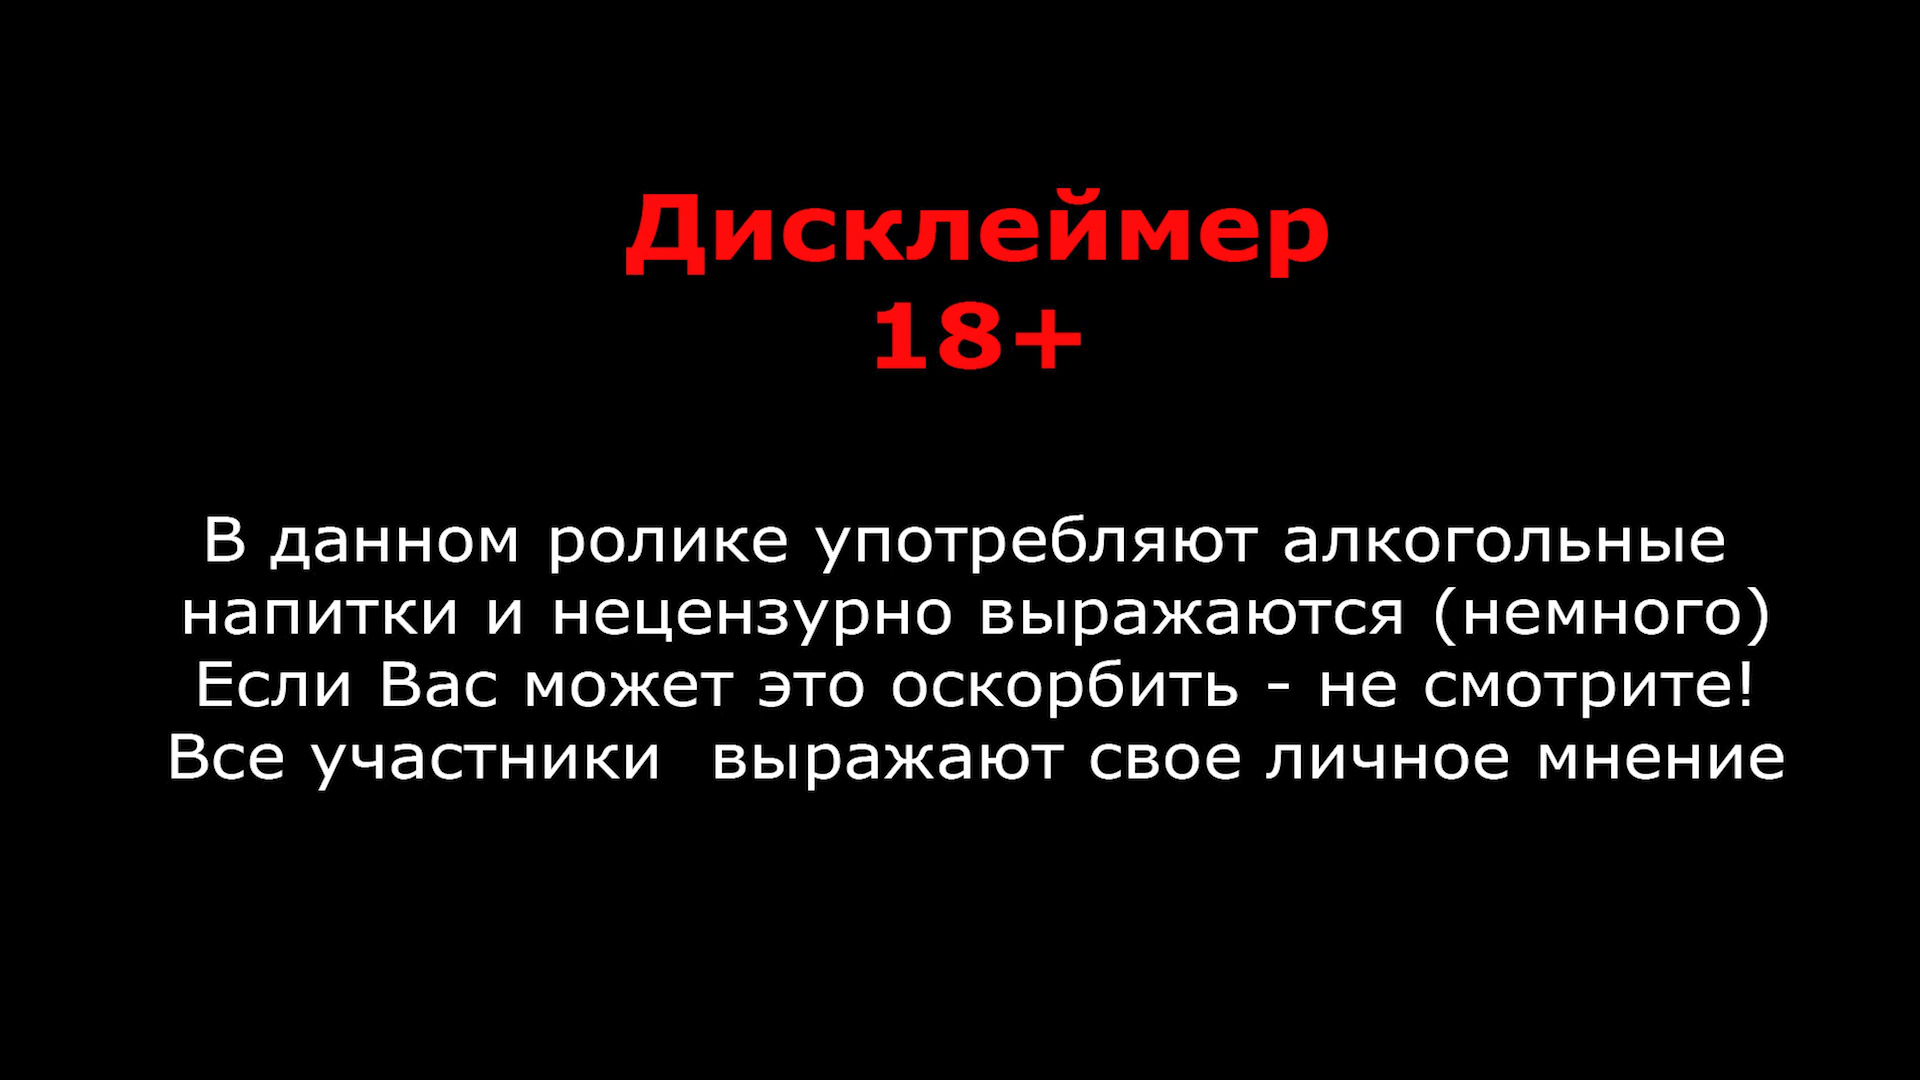 Дисклеймер
18+
В данном ролике употребляют алкогольные
напитки и нецензурно выражаются (немного)
Если Вас может это оскорбить - не смотрите!
Все участники  выражают свое личное мнение